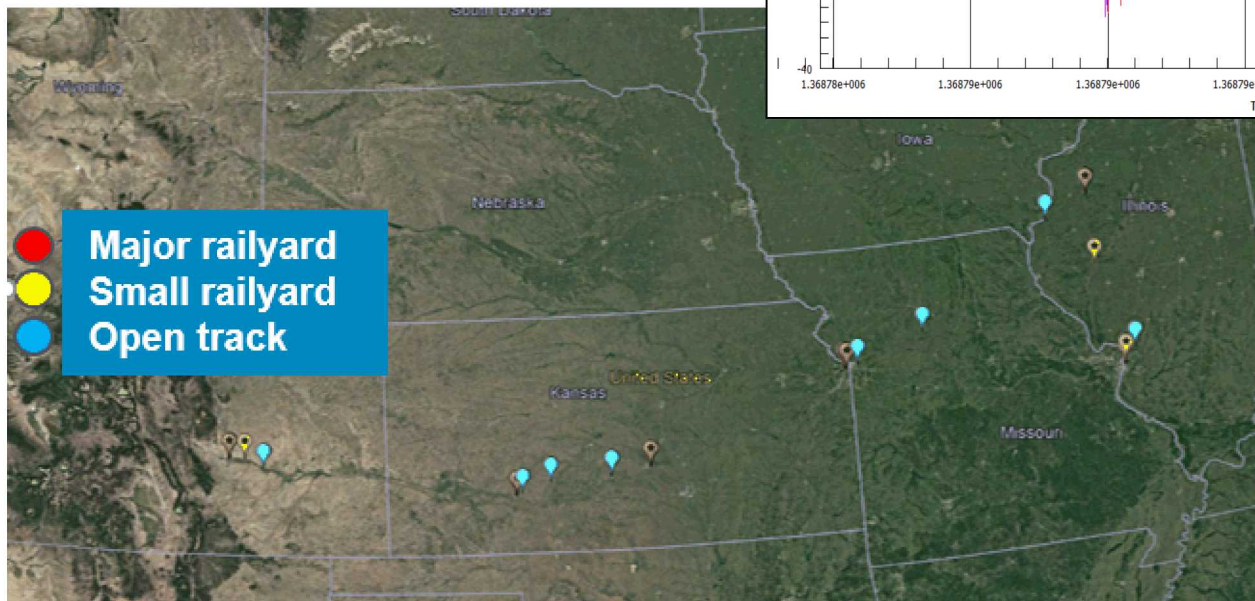 South Dakota
-40
1.36878e+006 1.36879e+006 1.36879e+006 1.36879e
T
Wyoming
Iowa
Nebraska
Illinois
Major railyard
Small railyard
Open track
United States
Kansas
Missouri